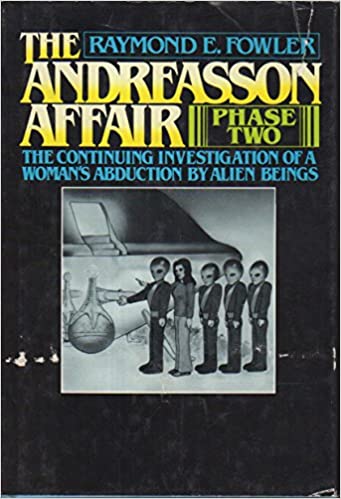 THE RAYMOND E. FOWLER
ANDREASSON
AFFAIR PHASE
TWO
THE CONTINUING INVESTIGATION OF A
WOMAN'S ABDUCTION BY ALIEN BEINGS